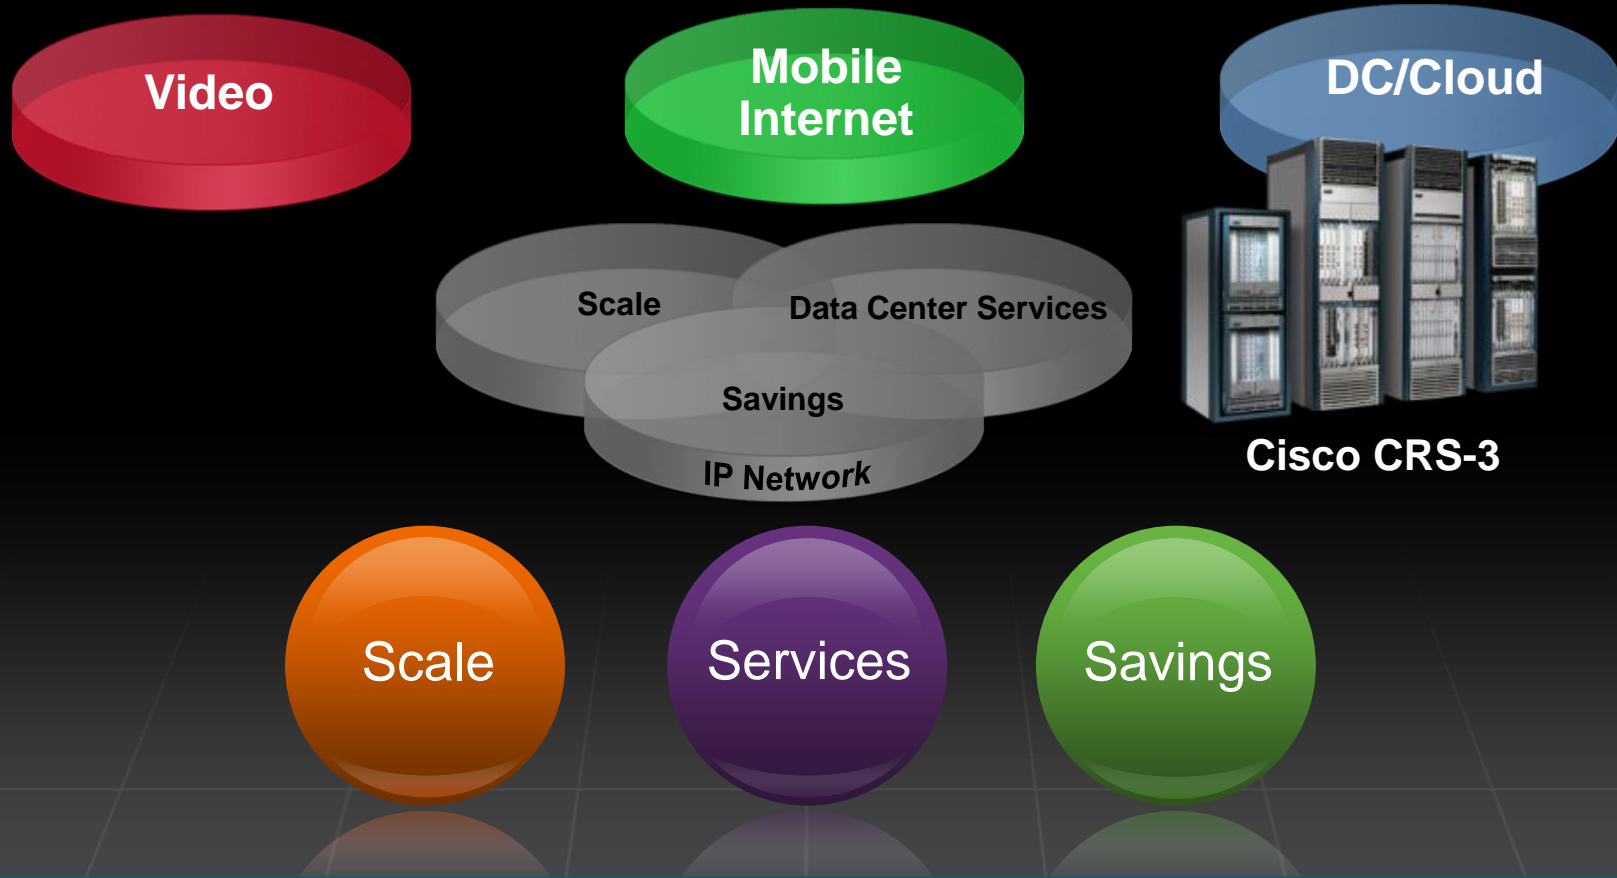 Video
Mobile
Internet
DC/Cloud
Scale
Data Center Services
Savings
IP Network
Cisco CRS-3
Scale
Services
Savings